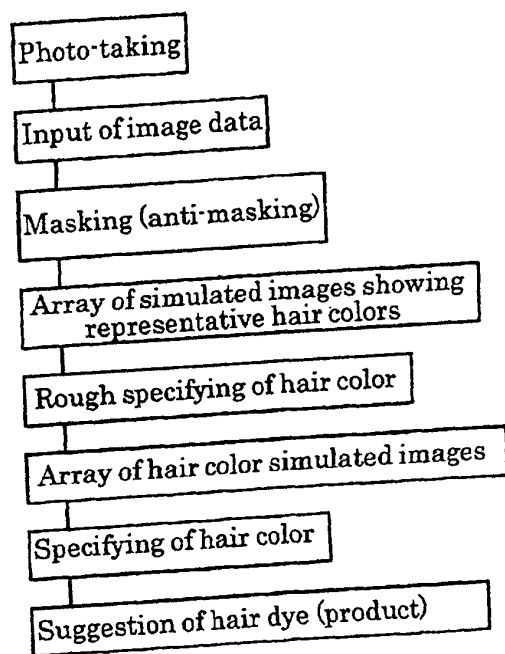 Photo-taking
Input of image data
Masking (anti-masking)
Array of simulated images showing
representative hair colors
Rough specifying of hair color
Array of hair color simulated images
Specifying of hair color
Suggestion of hair dye (product)